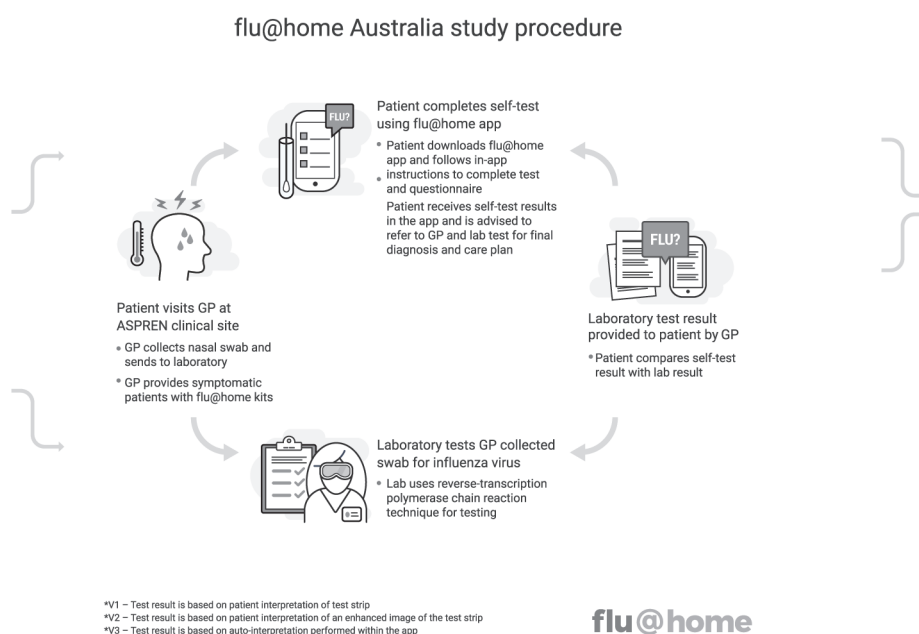 flu@home Australia study procedure
FLU?
Patient completes self-test
using flu@home app
• Patient downloads flu@home
app and follows in-app
• instructions to complete test
and questionnaire
Patient receives self-test results
in the app and is advised to
refer to GP and lab test for final
diagnosis and care plan
Patient visits GP at
ASPREN clinical site
• GP collects nasal swab and
sends to laboratory
• GP provides symptomatic
patients with flu@home kits
FLU?
Laboratory test result
provided to patient by GP
• Patient compares self-test
result with lab result
Laboratory tests GP collected
swab for influenza virus
• Lab uses reverse-transcription
polymerase chain reaction
technique for testing
*V1 – Test result is based on patient interpretation of test strip
*V2 – Test result is based on patient interpretation of an enhanced image of the test strip
*V3 – Test result is based on auto-interpretation performed within the app
flu@home